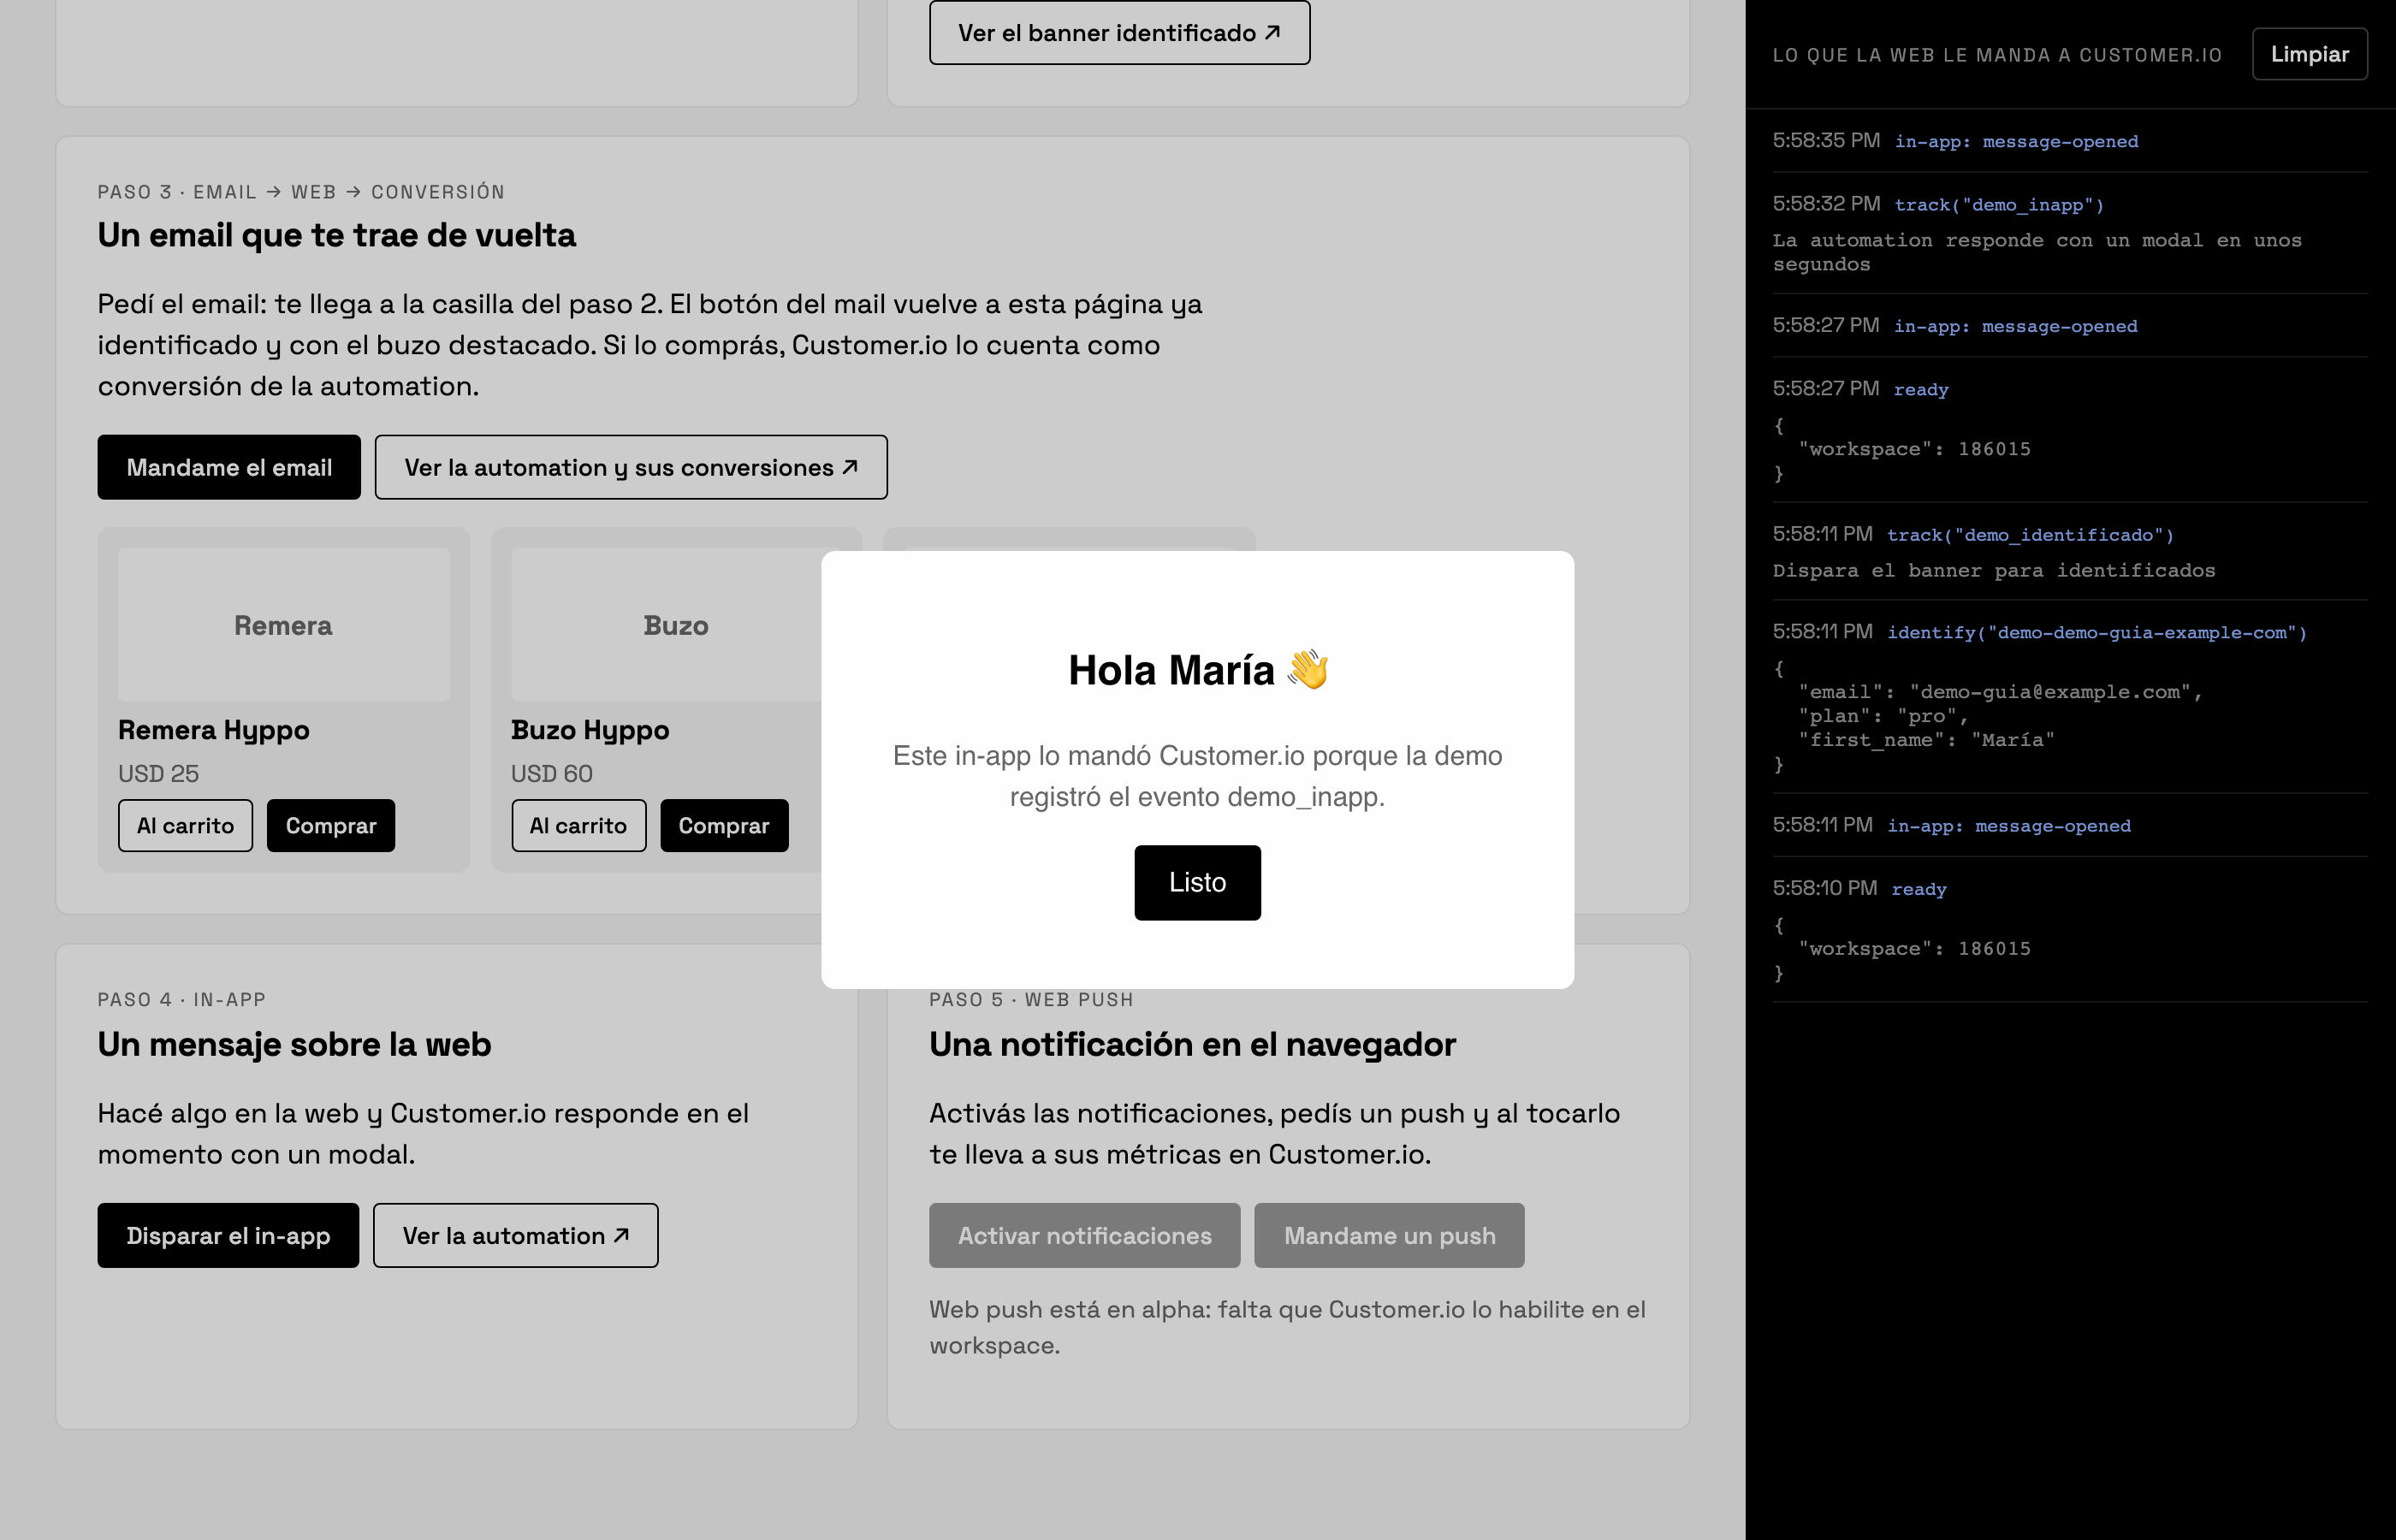 Ver el banner identificado ↗
PASO 3 · EMAIL → WEB → CONVERSIÓN
Un email que te trae de vuelta
Pedí el email: te llega a la casilla del paso 2. El botón del mail vuelve a esta página ya
identificado y con el buzo destacado. Si lo comprás, Customer.io lo cuenta como
conversión de la automation.
Mandame el email
Ver la automation y sus conversiones ↗
Remera
Remera Hyppo
USD 25
Al carrito
Comprar
Buzo
Buzo Hyppo
USD 60
Al carrito
Comprar
Hola María 👋
Este in-app lo mandó Customer.io porque la demo
registró el evento demo_inapp.
Listo
PASO 4 · IN-APP
Un mensaje sobre la web
Hacé algo en la web y Customer.io responde en el
momento con un modal.
Disparar el in-app
Ver la automation ↗
PASO 5 · WEB PUSH
Una notificación en el navegador
Activás las notificaciones, pedís un push y al tocarlo
te lleva a sus métricas en Customer.io.
Activar notificaciones
Mandame un push
Web push está en alpha: falta que Customer.io lo habilite en el
workspace.
LO QUE LA WEB LE MANDA A CUSTOMER.IO
Limpiar
5:58:35 PM in-app: message-opened
5:58:32 PM track("demo_inapp")
La automation responde con un modal en unos
segundos
5:58:27 PM in-app: message-opened
5:58:27 PM ready
{
"workspace": 186015
}
5:58:11 PM track("demo_identificado")
Dispara el banner para identificados
5:58:11 PM identify("demo-demo-guia-example-com")
{
"email": "demo-guia@example.com",
"plan": "pro",
"first_name": "María"
}
5:58:11 PM in-app: message-opened
5:58:10 PM ready
{
"workspace": 186015
}